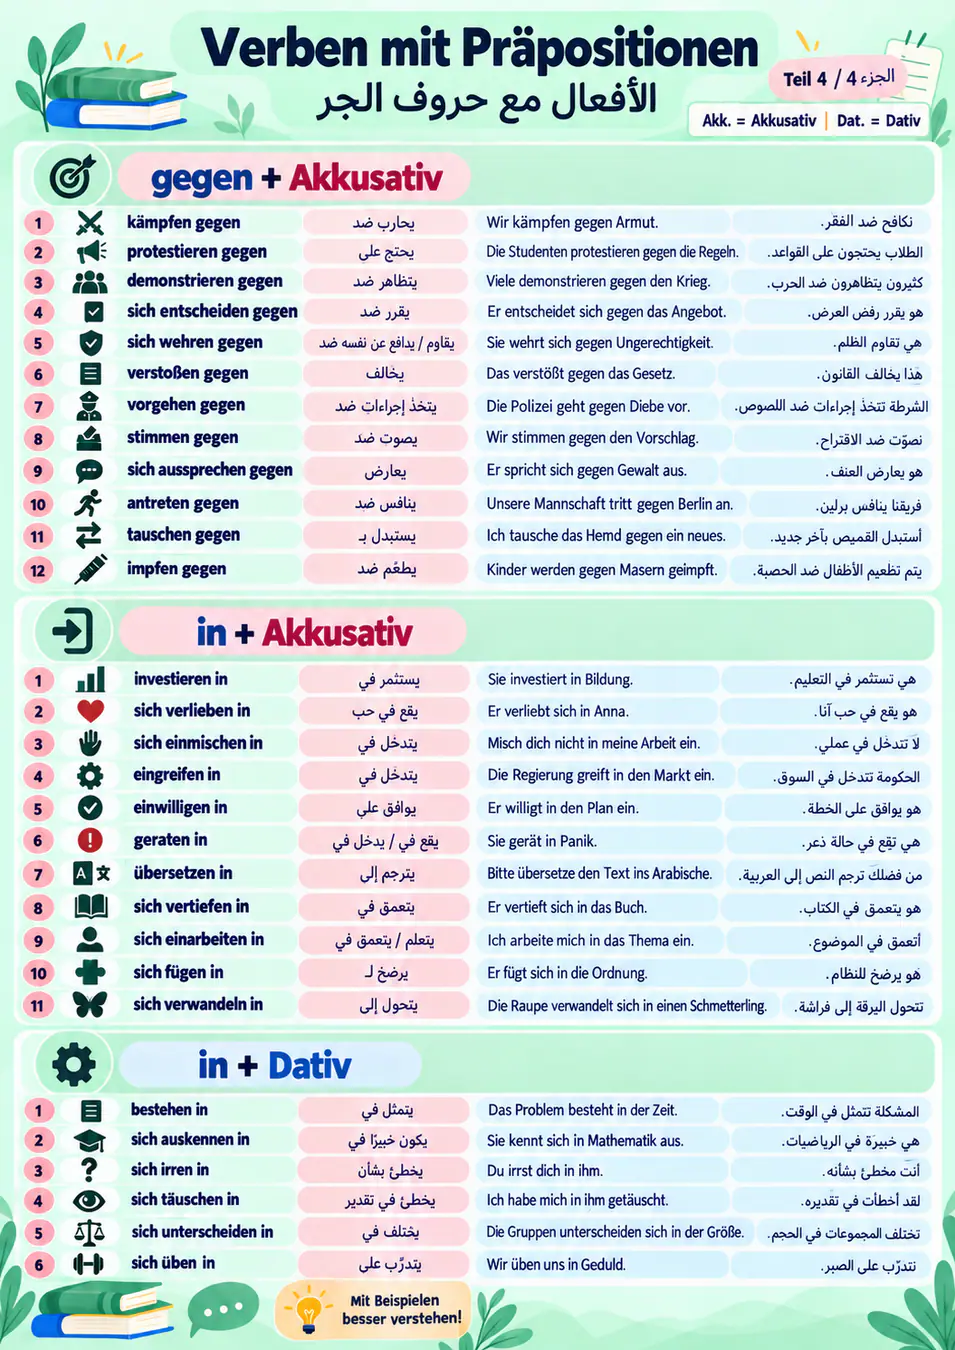 Verben mit Präpositionen
الأفعال مع حروف الجر
Teil 4 / الجزء 4
Akk. = Akkusativ | Dat. = Dativ
gegen + Akkusativ
1 kämpfen gegen يحارب ضد Wir kämpfen gegen Armut. نكافح ضد الفقر.
2 protestieren gegen يحتج على Die Studenten protestieren gegen die Regeln. الطلاب يحتجون على القواعد.
3 demonstrieren gegen يتظاهر ضد Viele demonstrieren gegen den Krieg. كثيرون يتظاهرون ضد الحرب.
4 sich entscheiden gegen يقرر ضد Er entscheidet sich gegen das Angebot. هو يقرر رفض العرض.
5 sich wehren gegen يقاوم / يدافع عن نفسه ضد Sie wehrt sich gegen Ungerechtigkeit. هي تقاوم الظلم.
6 verstoßen gegen يخالف Das verstößt gegen das Gesetz. هذا يخالف القانون.
7 vorgehen gegen يتخذ إجراءات ضد Die Polizei geht gegen Diebe vor. الشرطة تتخذ إجراءات ضد اللصوص.
8 stimmen gegen يصوت ضد Wir stimmen gegen den Vorschlag. نصوّت ضد الاقتراح.
9 sich aussprechen gegen يعارض Er spricht sich gegen Gewalt aus. هو يعارض العنف.
10 antreten gegen ينافس ضد Unsere Mannschaft tritt gegen Berlin an. فريقنا ينافس برلين.
11 tauschen gegen يستبدل بـ Ich tausche das Hemd gegen ein neues. أستبدل القميص بآخر جديد.
12 impfen gegen يطعّم ضد Kinder werden gegen Masern geimpft. يتم تطعيم الأطفال ضد الحصبة.
in + Akkusativ
1 investieren in يستثمر في Sie investiert in Bildung. هي تستثمر في التعليم.
2 sich verlieben in يقع في حب Er verliebt sich in Anna. هو يقع في حب آنا.
3 sich einmischen in يتدخل في Misch dich nicht in meine Arbeit ein. لا تتدخل في عملي.
4 eingreifen in يتدخل في Die Regierung greift in den Markt ein. الحكومة تتدخل في السوق.
5 einwilligen in يوافق على Er willigt in den Plan ein. هو يوافق على الخطة.
6 geraten in يقع في / يدخل في Sie gerät in Panik. هي تقع في حالة ذعر.
7 übersetzen in يترجم إلى Bitte übersetze den Text ins Arabische. من فضلك ترجم النص إلى العربية.
8 sich vertiefen in يتعمق في Er vertieft sich in das Buch. هو يتعمق في الكتاب.
9 sich einarbeiten in يتعلم / يتعمق في Ich arbeite mich in das Thema ein. أتعمق في الموضوع.
10 sich fügen in يرضخ لـ Er fügt sich in die Ordnung. هو يرضخ للنظام.
11 sich verwandeln in يتحول إلى Die Raupe verwandelt sich in einen Schmetterling. تتحول اليرقة إلى فراشة.
in + Dativ
1 bestehen in يتمثل في Das Problem besteht in der Zeit. المشكلة تتمثل في الوقت.
2 sich auskennen in يكون خبيرًا في Sie kennt sich in Mathematik aus. هي خبيرة في الرياضيات.
3 sich irren in يخطئ بشأن Du irrst dich in ihm. أنت مخطئ بشأنه.
4 sich täuschen in يخطئ في تقدير Ich habe mich in ihm getäuscht. لقد أخطأت في تقديره.
5 sich unterscheiden in يختلف في Die Gruppen unterscheiden sich in der Größe. تختلف المجموعات في الحجم.
6 sich üben in يتدرّب على Wir üben uns in Geduld. نتدرّب على الصبر.
Mit Beispielen
besser verstehen!